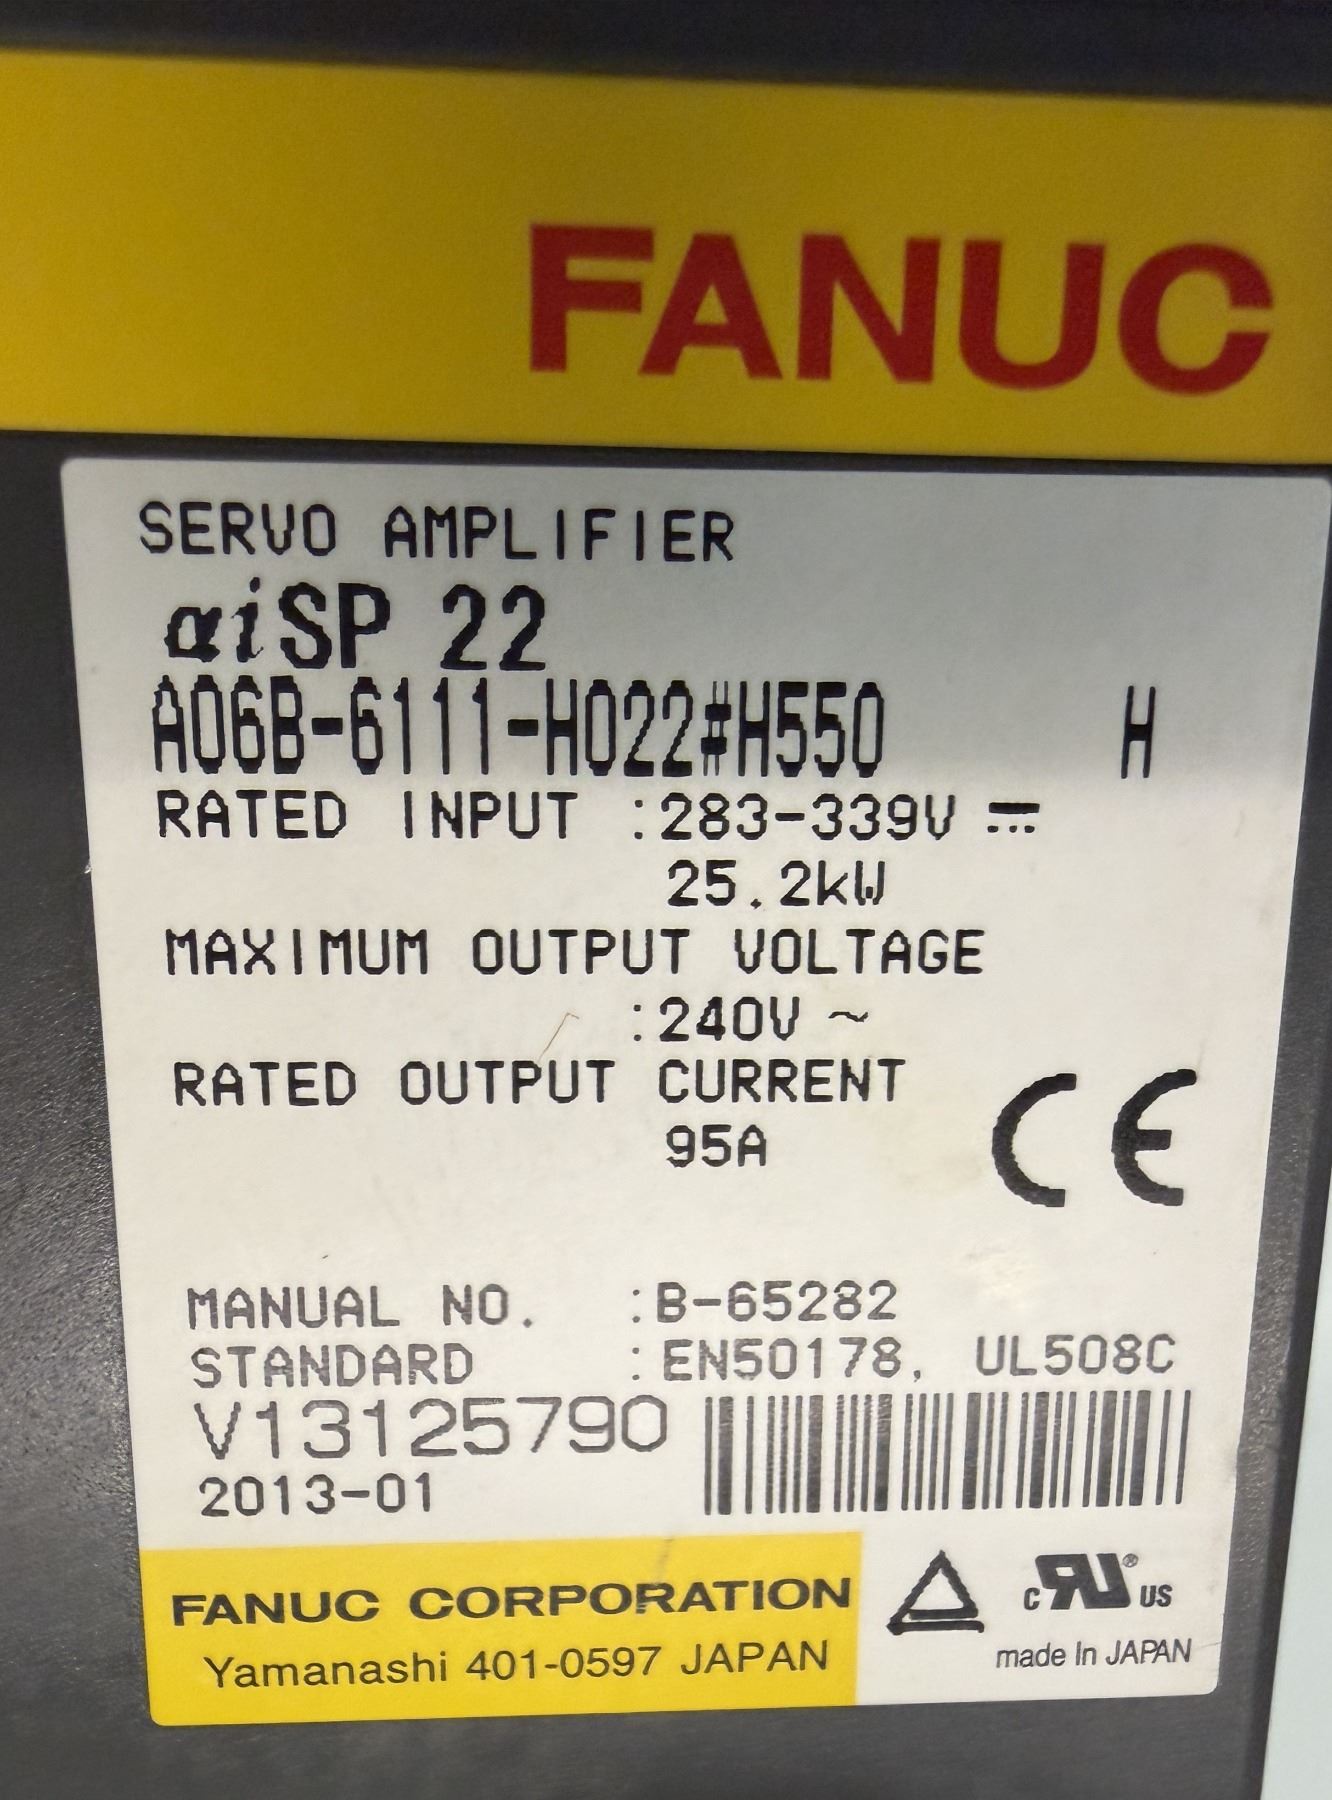 FANUC
SERVO AMPLIFIER
αiSP 22
A06B-6111-H022#H550 H
RATED INPUT :283-339V ⎓
25.2kW
MAXIMUM OUTPUT VOLTAGE
:240V ~
RATED OUTPUT CURRENT
95A
CE
MANUAL NO. :B-65282
STANDARD :EN50178, UL508C
V13125790
2013-01
FANUC CORPORATION
Yamanashi 401-0597 JAPAN
c RU® US
made In JAPAN